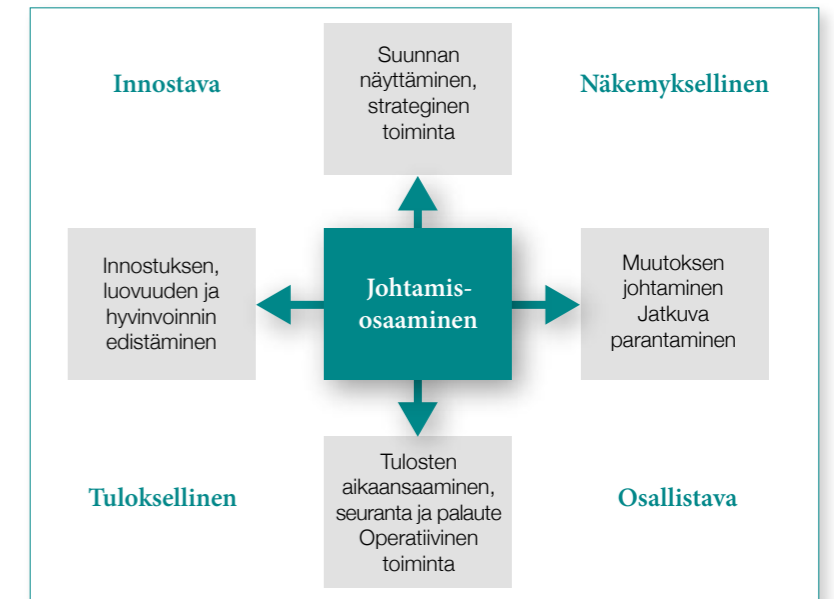 Innostava
Suunnan
näyttäminen,
strateginen
toiminta
Näkemyksellinen
Innostuksen,
luovuuden ja
hyvinvoinnin
edistäminen
Johtamis-
osaaminen
Muutoksen
johtaminen
Jatkuva
parantaminen
Tuloksellinen
Tulosten
aikaansaaminen,
seuranta ja palaute
Operatiivinen
toiminta
Osallistava